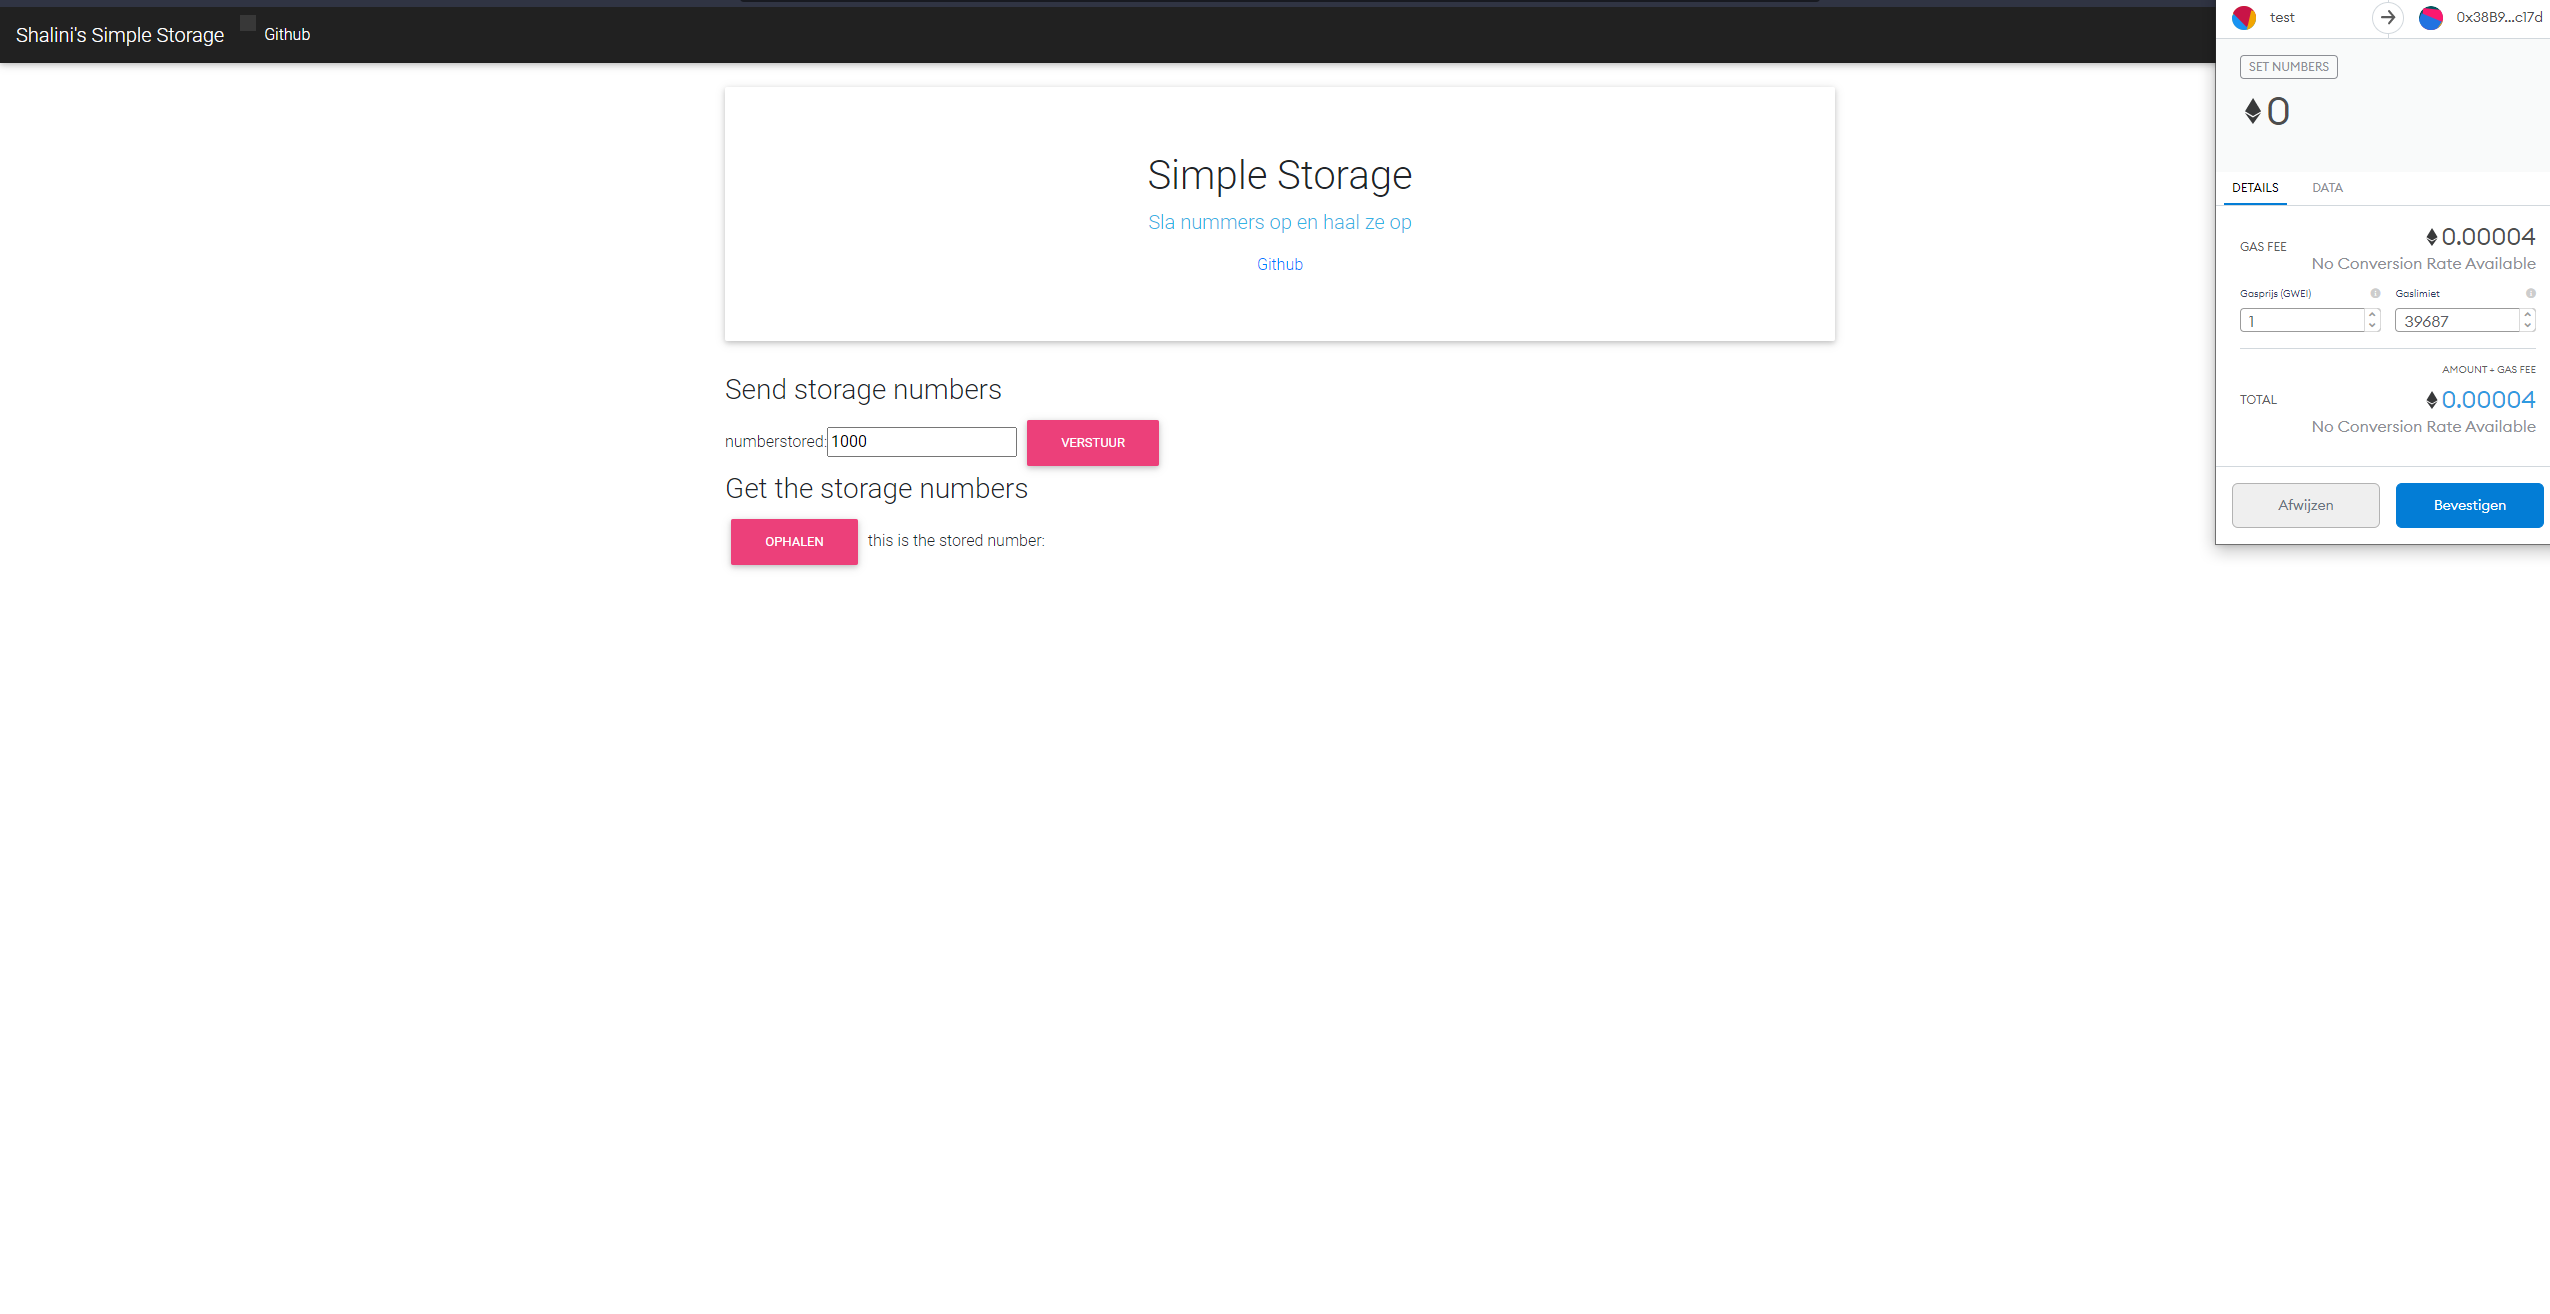 Shalini's Simple Storage Github
Simple Storage
Sla nummers op en haal ze op
Github
Send storage numbers
numberstored: 1000 VERSTUUR
Get the storage numbers
OPHALEN this is the stored number:
test 0x38B9...c17d
SET NUMBERS
0
DETAILS DATA
GAS FEE 0.00004
No Conversion Rate Available
Gasprijs (GWEI) Gaslimiet
1 39687
AMOUNT + GAS FEE
TOTAL 0.00004
No Conversion Rate Available
Afwijzen Bevestigen